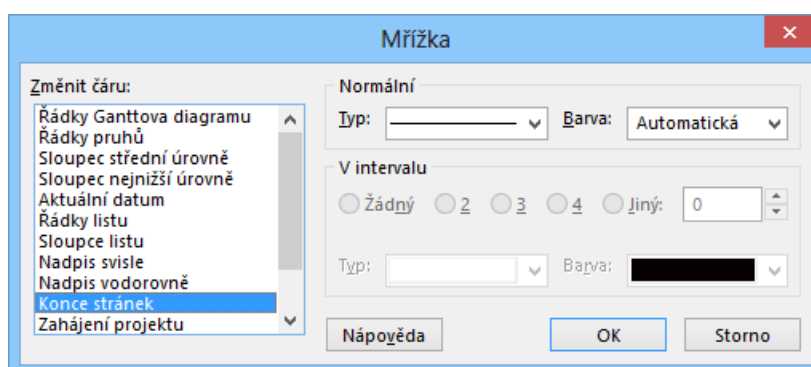 Mřížka
Změnit čáru:
Řádky Ganttova diagramu
Řádky pruhů
Sloupec střední úrovně
Sloupec nejnižší úrovně
Aktuální datum
Řádky listu
Sloupce listu
Nadpis svisle
Nadpis vodorovně
Konce stránek
Zahájení projektu
Normální
Typ: Barva: Automatická
V intervalu
Žádný 2 3 4 Jiný: 0
Typ: Barva:
Nápověda OK Storno